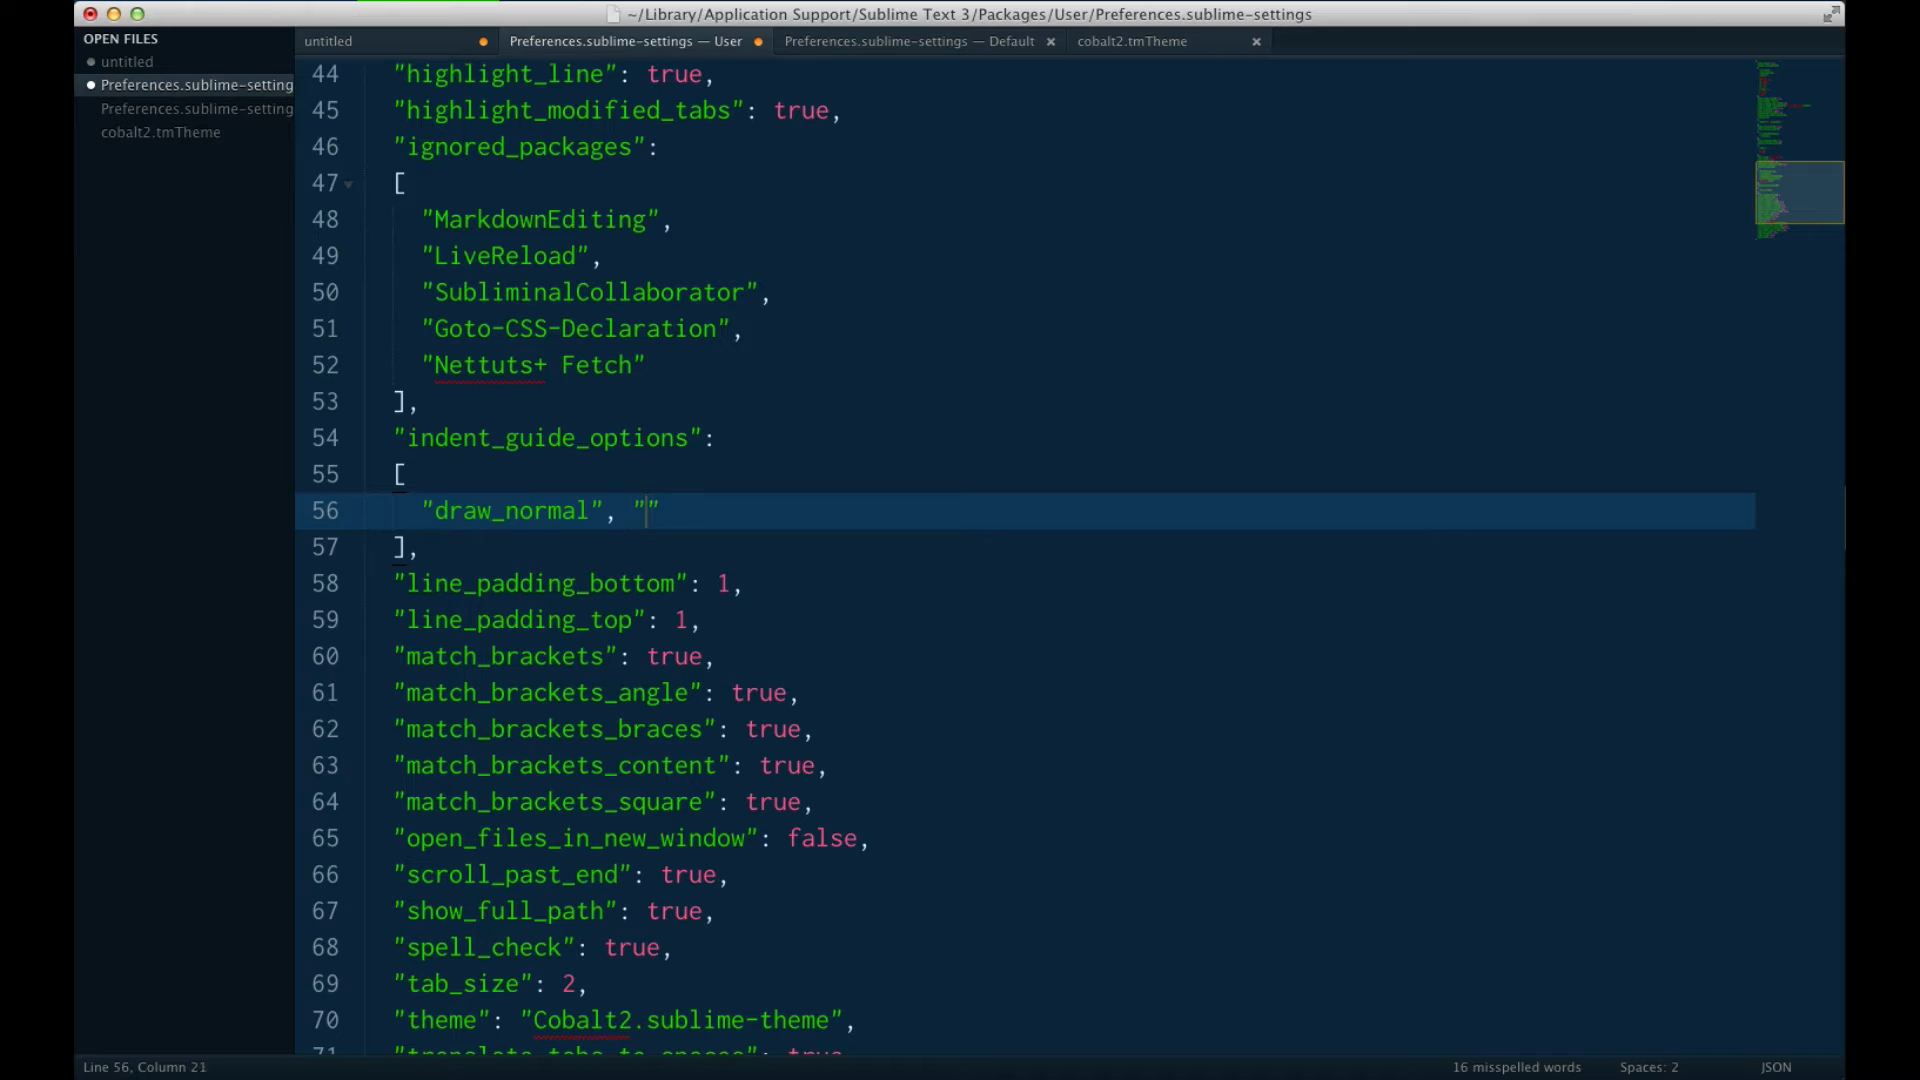 ~/Library/Application Support/Sublime Text 3/Packages/User/Preferences.sublime-settings
OPEN FILES
untitled
Preferences.sublime-setting
Preferences.sublime-setting
cobalt2.tmTheme
untitled
Preferences.sublime-settings — User
Preferences.sublime-settings — Default
cobalt2.tmTheme
44 "highlight_line": true,
45 "highlight_modified_tabs": true,
46 "ignored_packages":
47 [
48 "MarkdownEditing",
49 "LiveReload",
50 "SubliminalCollaborator",
51 "Goto-CSS-Declaration",
52 "Nettuts+ Fetch"
53 ],
54 "indent_guide_options":
55 [
56 "draw_normal", ""
57 ],
58 "line_padding_bottom": 1,
59 "line_padding_top": 1,
60 "match_brackets": true,
61 "match_brackets_angle": true,
62 "match_brackets_braces": true,
63 "match_brackets_content": true,
64 "match_brackets_square": true,
65 "open_files_in_new_window": false,
66 "scroll_past_end": true,
67 "show_full_path": true,
68 "spell_check": true,
69 "tab_size": 2,
70 "theme": "Cobalt2.sublime-theme",
71 "translate_tabs_to_spaces": true
Line 56, Column 21
16 misspelled words
Spaces: 2
JSON